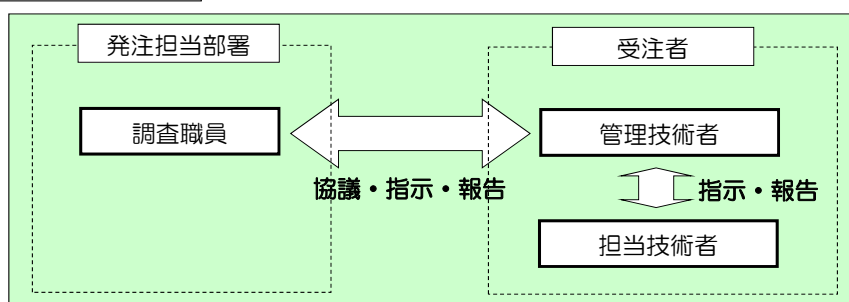 発注担当部署
受注者
調査職員
管理技術者
協議・指示・報告
指示・報告
担当技術者